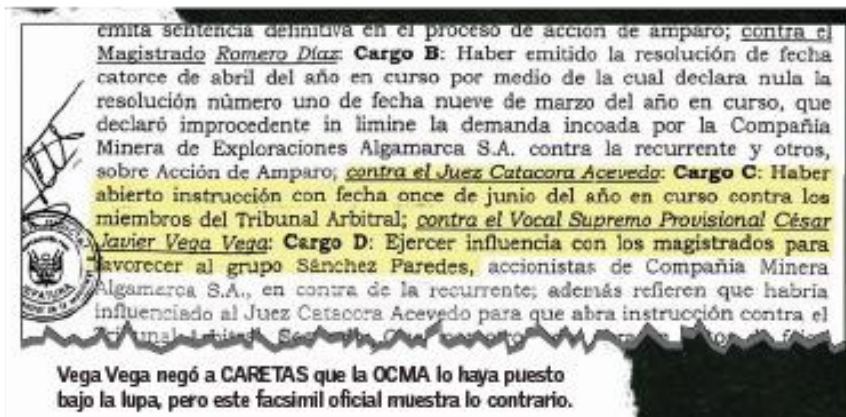 emita sentencia definitiva en el proceso de acción de amparo; contra el
Magistrado Romero Díaz: Cargo B: Haber emitido la resolución de fecha
catorce de abril del año en curso por medio de la cual declara nula la
resolución número uno de fecha nueve de marzo del año en curso, que
declaró improcedente in limine la demanda incoada por la Compañía
Minera de Exploraciones Algamarca S.A. contra la recurrente y otros,
sobre Acción de Amparo; contra el Juez Catacora Acevedo: Cargo C: Haber
abierto instrucción con fecha once de junio del año en curso contra los
miembros del Tribunal Arbitral; contra el Vocal Supremo Provisional César
Javier Vega Vega: Cargo D: Ejercer influencia con los magistrados para
favorecer al grupo Sánchez Paredes, accionistas de Compañía Minera
Algamarca S.A., en contra de la recurrente; además refieren que habría
influenciado al Juez Catacora Acevedo para que abra instrucción contra el
Tribunal Arbitral
JEFATURA
Vega Vega negó a CARETAS que la OCMA lo haya puesto
bajo la lupa, pero este facsimil oficial muestra lo contrario.